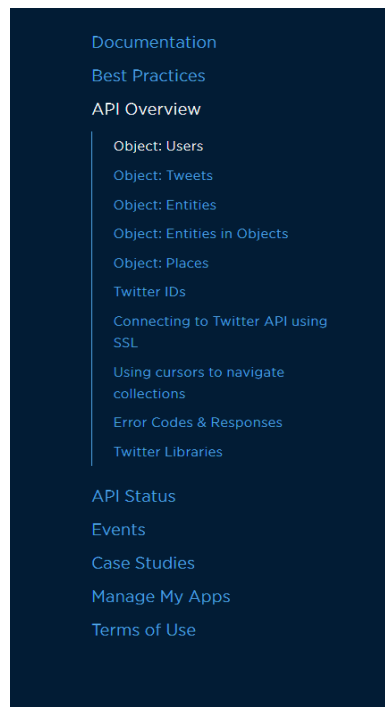 Documentation
Best Practices
API Overview
Object: Users
Object: Tweets
Object: Entities
Object: Entities in Objects
Object: Places
Twitter IDs
Connecting to Twitter API using
SSL
Using cursors to navigate
collections
Error Codes & Responses
Twitter Libraries
API Status
Events
Case Studies
Manage My Apps
Terms of Use